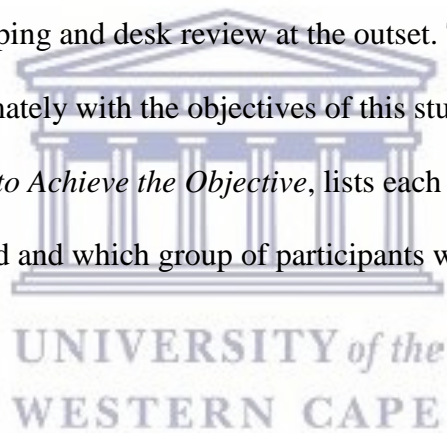 ping and desk review at the outset.
nately with the objectives of this stu
to Achieve the Objective, lists each
d and which group of participants w
UNIVERSITY of the
WESTERN CAPE